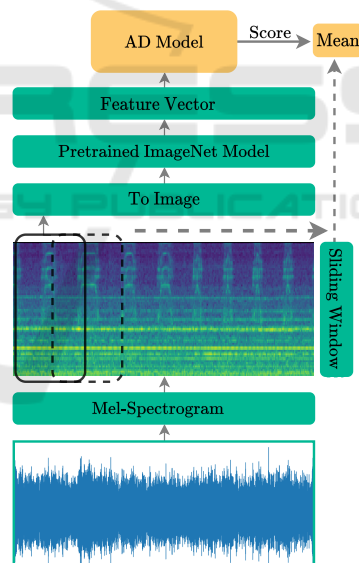 AD Model
Score
Mean
Feature Vector
Pretrained ImageNet Model
To Image
Sliding Window
Mel-Spectrogram